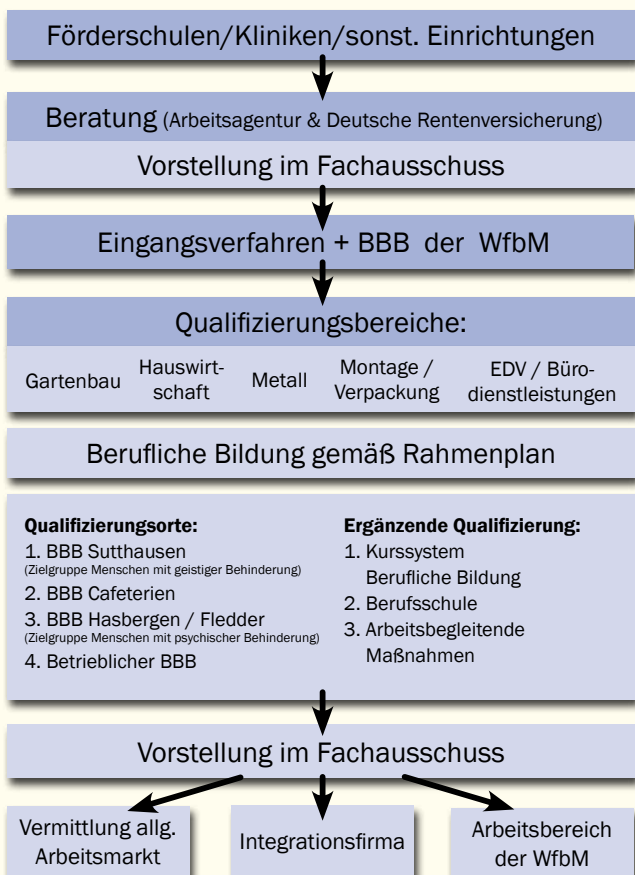 Förderschulen/Kliniken/sonst. Einrichtungen
Beratung (Arbeitsagentur & Deutsche Rentenversicherung)
Vorstellung im Fachausschuss
Eingangsverfahren + BBB der WfbM
Qualifizierungsbereiche:
Gartenbau
Hauswirt-
schaft
Metall
Montage /
Verpackung
EDV / Büro-
dienstleistungen
Berufliche Bildung gemäß Rahmenplan
Qualifizierungsorte:
1. BBB Sutthausen
(Zielgruppe Menschen mit geistiger Behinderung)
2. BBB Cafeterien
3. BBB Hasbergen / Fledder
(Zielgruppe Menschen mit psychischer Behinderung)
4. Betrieblicher BBB
Ergänzende Qualifizierung:
1. Kurssystem
Berufliche Bildung
2. Berufsschule
3. Arbeitsbegleitende
Maßnahmen
Vorstellung im Fachausschuss
Vermittlung allg.
Arbeitsmarkt
Integrationsfirma
Arbeitsbereich
der WfbM